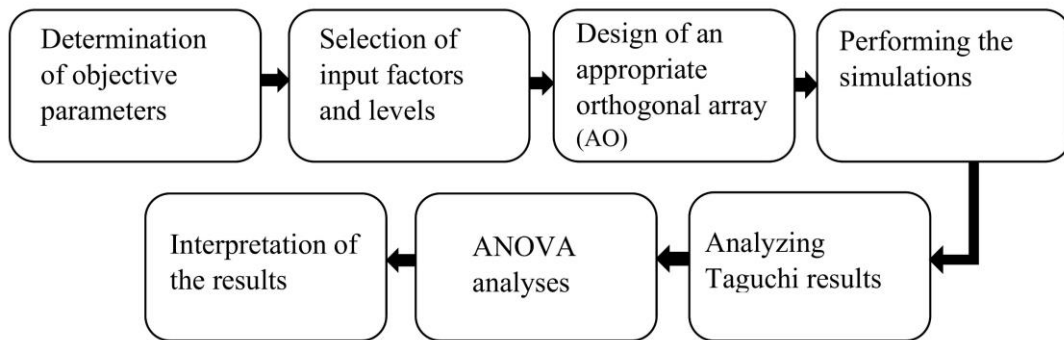 Determination
of objective
parameters
Selection of
input factors
and levels
Design of an
appropriate
orthogonal array
(AO)
Performing the
simulations
Interpretation of
the results
ANOVA
analyses
Analyzing
Taguchi results